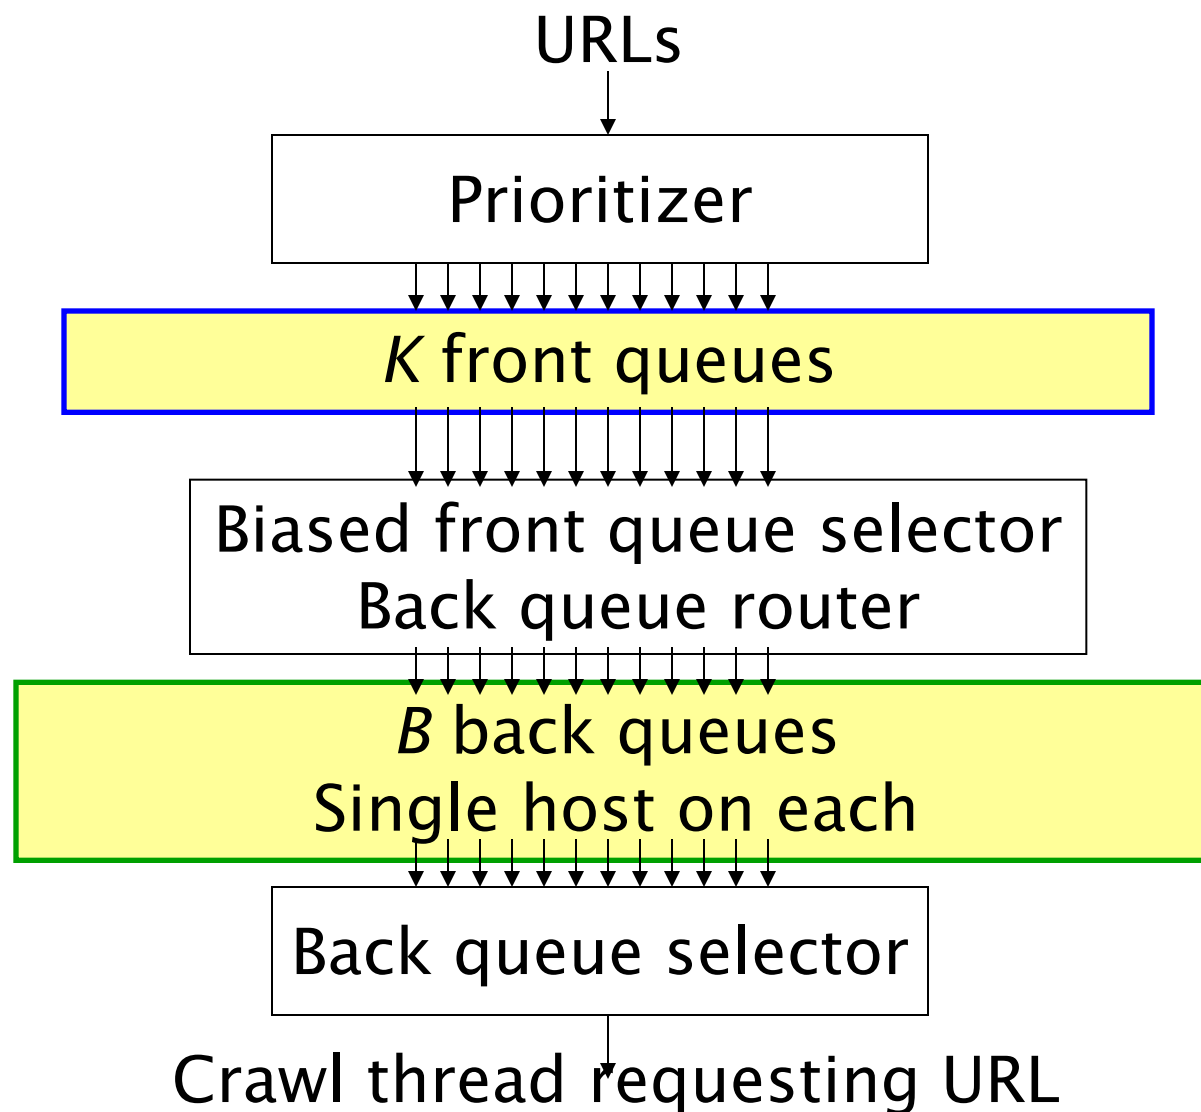 URLs
Prioritizer
K front queues
Biased front queue selector
Back queue router
B back queues
Single host on each
Back queue selector
Crawl thread requesting URL